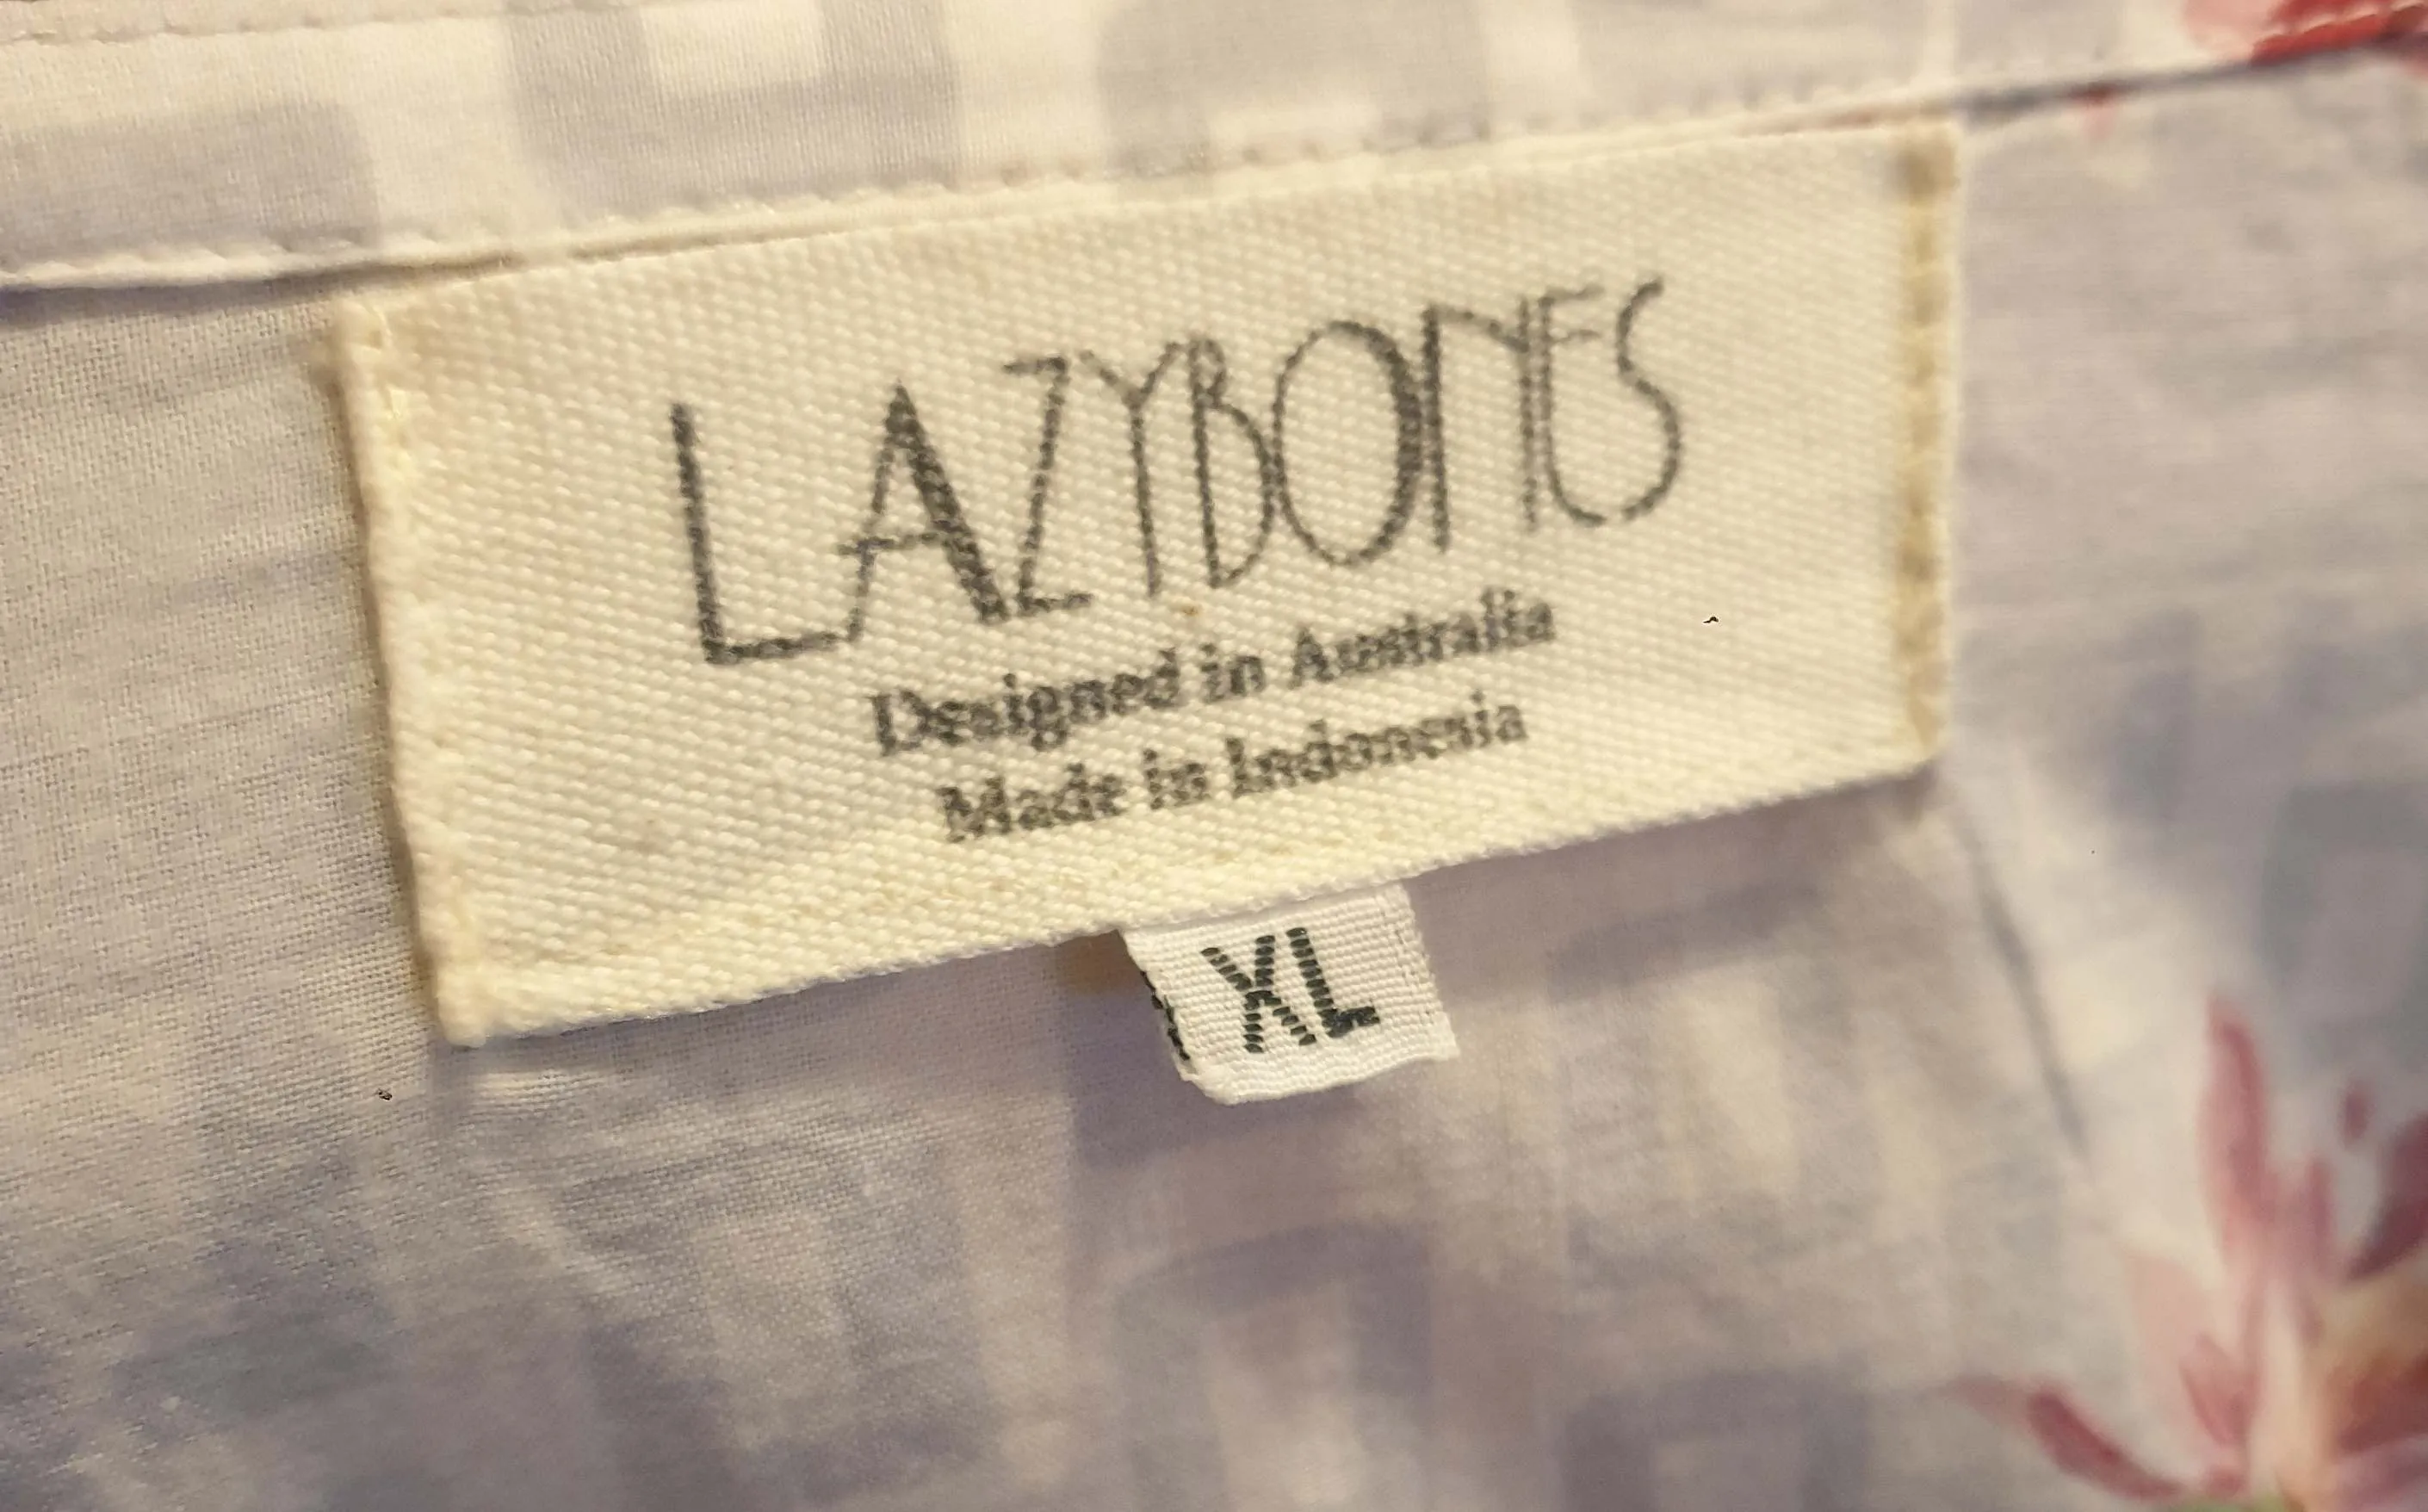 LAZYBONES
Designed in Australia
Made in Indonesia
XL